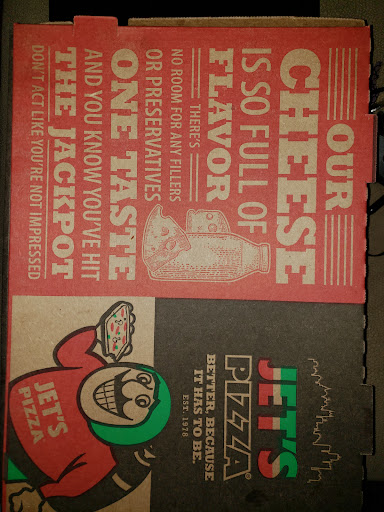 OUR
CHEESE
IS SO FULL OF
FLAVOR
THERE'S
NO ROOM FOR ANY FILLERS
OR PRESERVATIVES
ONE TASTE
AND YOU KNOW YOU'VE HIT
THE JACKPOT
DON'T ACT LIKE YOU'RE NOT IMPRESSED
JET'S
PIZZA®
BETTER, BECAUSE
IT HAS TO BE.
EST. 1978
JET'S
PIZZA